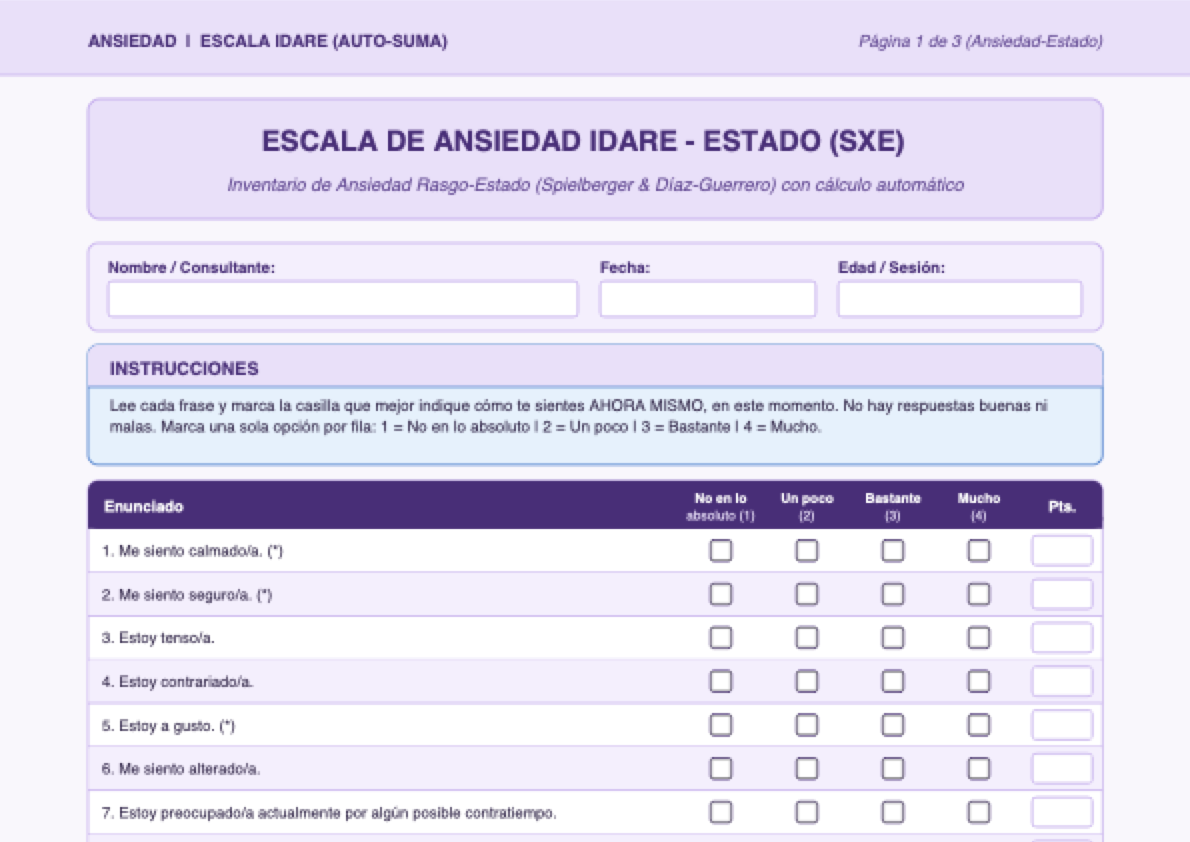 ANSIEDAD | ESCALA IDARE (AUTO-SUMA)
Página 1 de 3 (Ansiedad-Estado)
ESCALA DE ANSIEDAD IDARE - ESTADO (SXE)
Inventario de Ansiedad Rasgo-Estado (Spielberger & Díaz-Guerrero) con cálculo automático
Nombre / Consultante:
Fecha:
Edad / Sesión:
INSTRUCCIONES
Lee cada frase y marca la casilla que mejor indique cómo te sientes AHORA MISMO, en este momento. No hay respuestas buenas ni
malas. Marca una sola opción por fila: 1 = No en lo absoluto | 2 = Un poco | 3 = Bastante | 4 = Mucho.
Enunciado
No en lo
absoluto (1)
Un poco
(2)
Bastante
(3)
Mucho
(4)
Pts.
1. Me siento calmado/a. (*)
2. Me siento seguro/a. (*)
3. Estoy tenso/a.
4. Estoy contrariado/a.
5. Estoy a gusto. (*)
6. Me siento alterado/a.
7. Estoy preocupado/a actualmente por algún posible contratiempo.